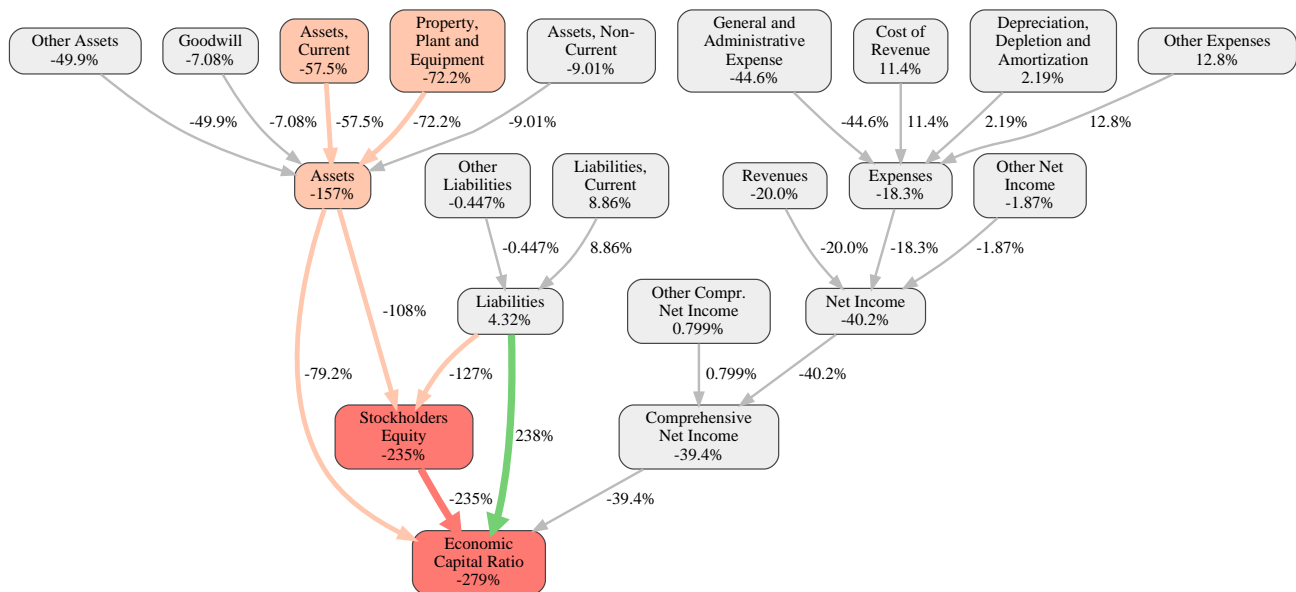 Other Assets
-49.9%
Goodwill
-7.08%
Assets,
Current
-57.5%
Property,
Plant and
Equipment
-72.2%
Assets, Non-
Current
-9.01%
General and
Administrative
Expense
-44.6%
Cost of
Revenue
11.4%
Depreciation,
Depletion and
Amortization
2.19%
Other Expenses
12.8%
-49.9%
-7.08%
-57.5%
-72.2%
-9.01%
-44.6%
11.4%
2.19%
12.8%
Assets
-157%
Other
Liabilities
-0.447%
Liabilities,
Current
8.86%
Revenues
-20.0%
Expenses
-18.3%
Other Net
Income
-1.87%
-0.447%
8.86%
-20.0%
-18.3%
-1.87%
-108%
Liabilities
4.32%
Other Compr.
Net Income
0.799%
Net Income
-40.2%
-79.2%
-127%
0.799%
-40.2%
Stockholders
Equity
-235%
238%
Comprehensive
Net Income
-39.4%
-235%
-39.4%
Economic
Capital Ratio
-279%